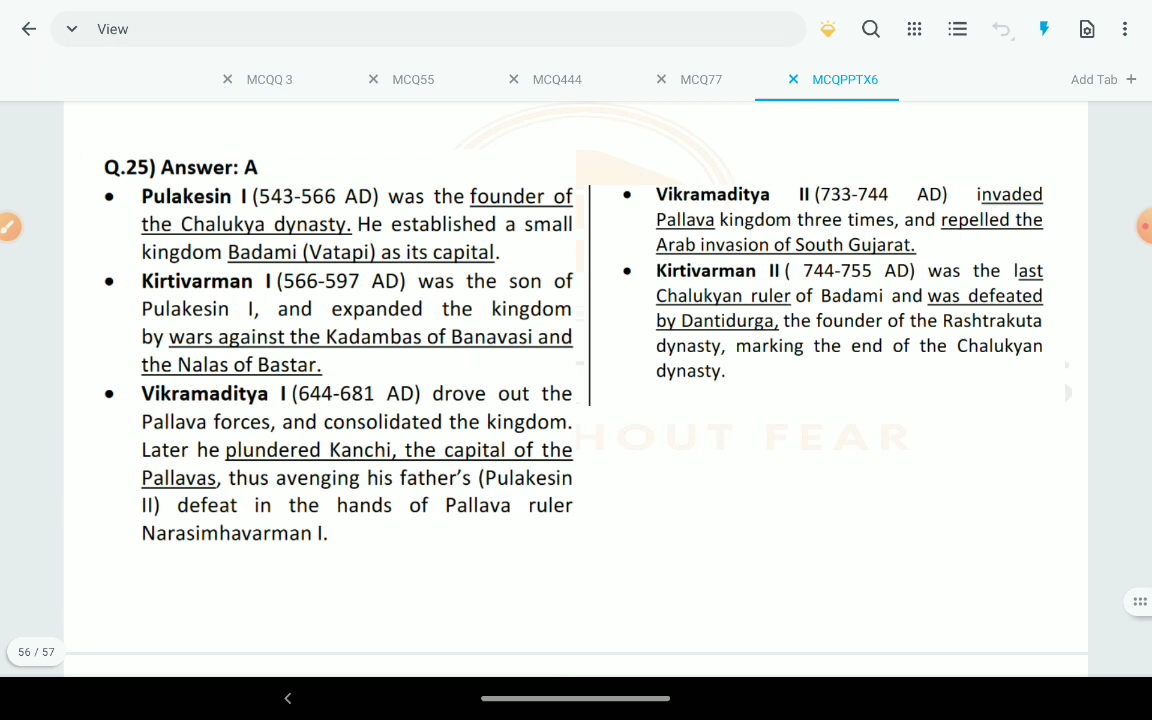 View
MCQQ 3
MCQ55
MCQ444
MCQ77
MCQPPTX6
Add Tab +
Q.25) Answer: A
• Pulakesin I (543-566 AD) was the founder of
the Chalukya dynasty. He established a small
kingdom Badami (Vatapi) as its capital.
• Kirtivarman I (566-597 AD) was the son of
Pulakesin I, and expanded the kingdom
by wars against the Kadambas of Banavasi and
the Nalas of Bastar.
• Vikramaditya I (644-681 AD) drove out the
Pallava forces, and consolidated the kingdom.
Later he plundered Kanchi, the capital of the
Pallavas, thus avenging his father's (Pulakesin
II) defeat in the hands of Pallava ruler
Narasimhavarman I.
• Vikramaditya II (733-744 AD) invaded
Pallava kingdom three times, and repelled the
Arab invasion of South Gujarat.
• Kirtivarman II ( 744-755 AD) was the last
Chalukyan ruler of Badami and was defeated
by Dantidurga, the founder of the Rashtrakuta
dynasty, marking the end of the Chalukyan
dynasty.
HOUT FEAR
56 / 57